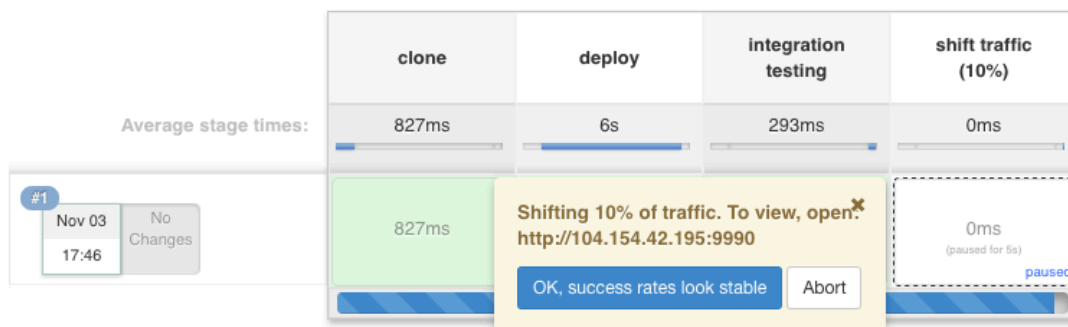 clone
deploy
integration
testing
shift traffic
(10%)
Average stage times:
827ms
6s
293ms
0ms
#1
Nov 03
17:46
No
Changes
827ms
Shifting 10% of traffic. To view, open:
http://104.154.42.195:9990
OK, success rates look stable
Abort
0ms
(paused for 5s)
paused